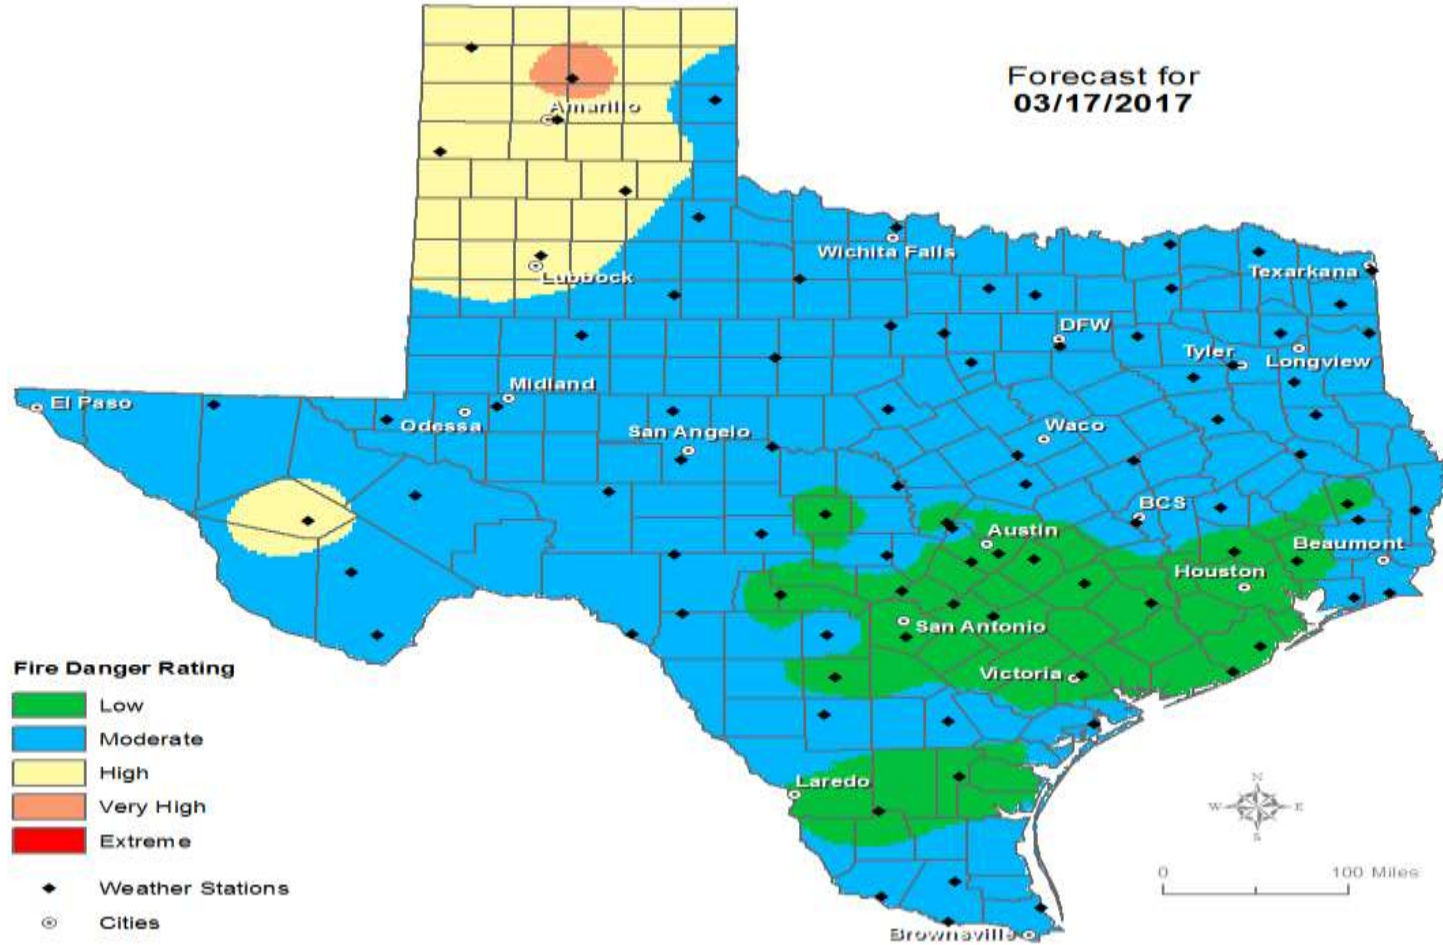 Forecast for
03/17/2017
Amarillo
Lubbock
Wichita Falls
Texarkana
DFW
Tyler
Longview
Midland
El Paso
Odessa
San Angelo
Waco
BCS
Austin
Beaumont
Houston
San Antonio
Victoria
Laredo
Brownsville
Fire Danger Rating
Low
Moderate
High
Very High
Extreme
Weather Stations
Cities
N
W
E
S
0 100 Miles